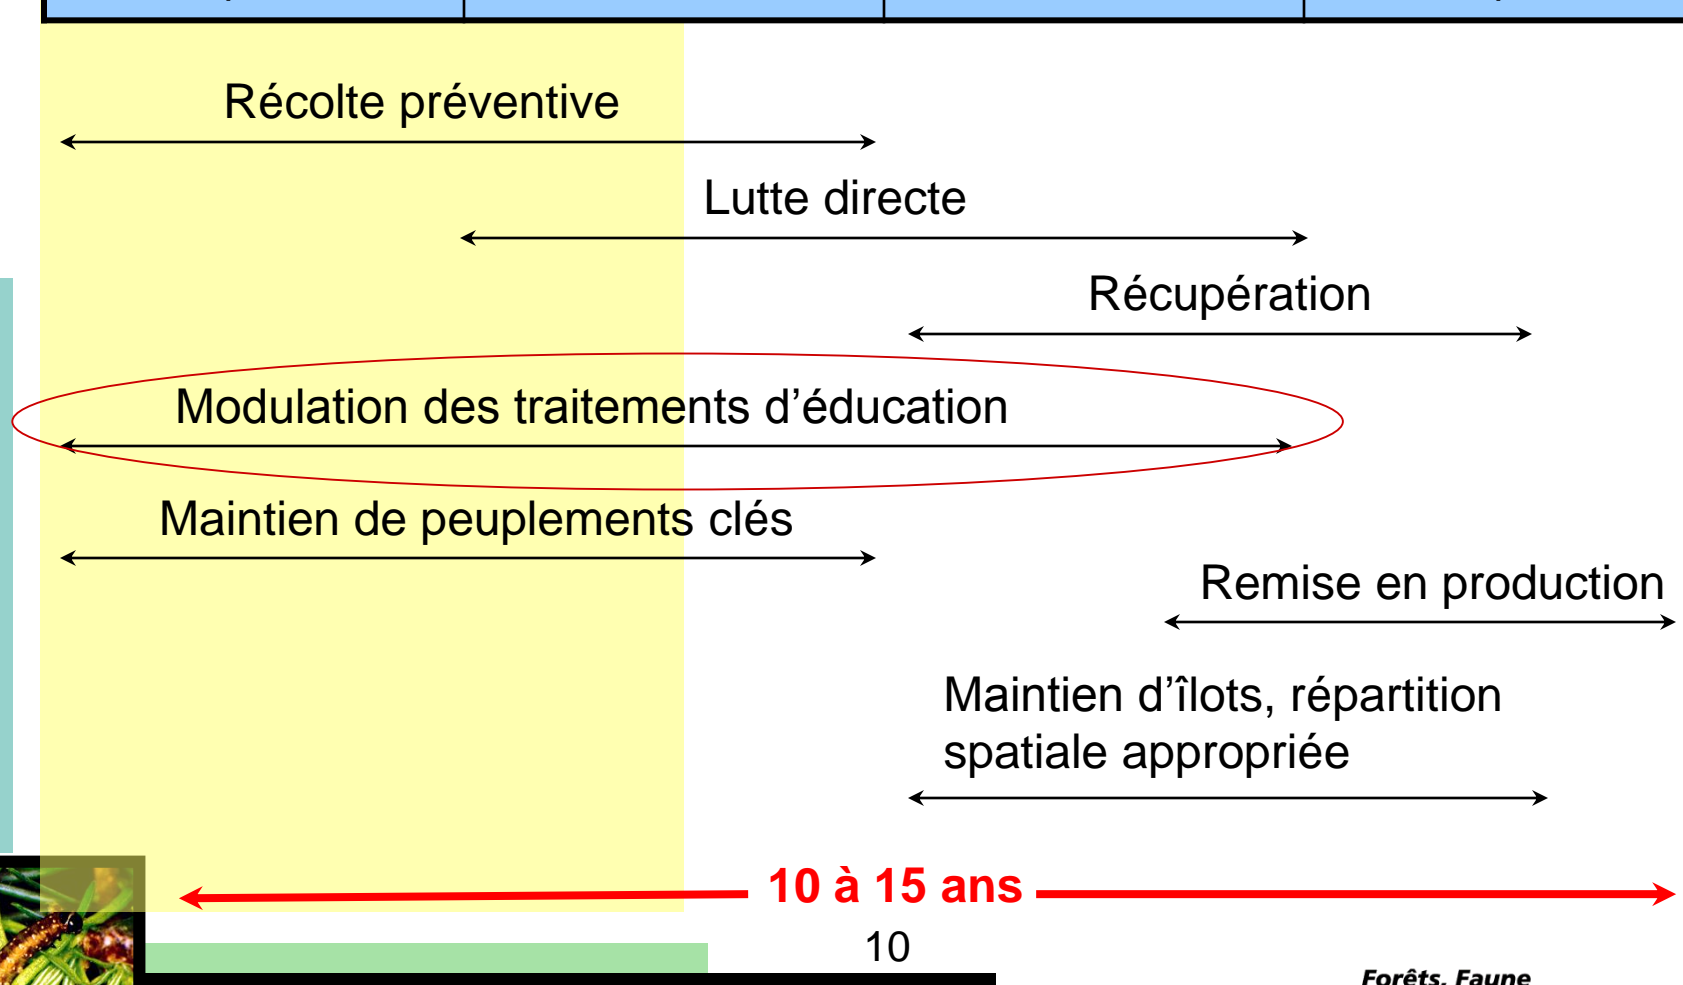 Récolte préventive
Lutte directe
Récupération
Modulation des traitements d’éducation
Maintien de peuplements clés
Remise en production
Maintien d’îlots, répartition
spatiale appropriée
10 à 15 ans
10
Forêts, Faune